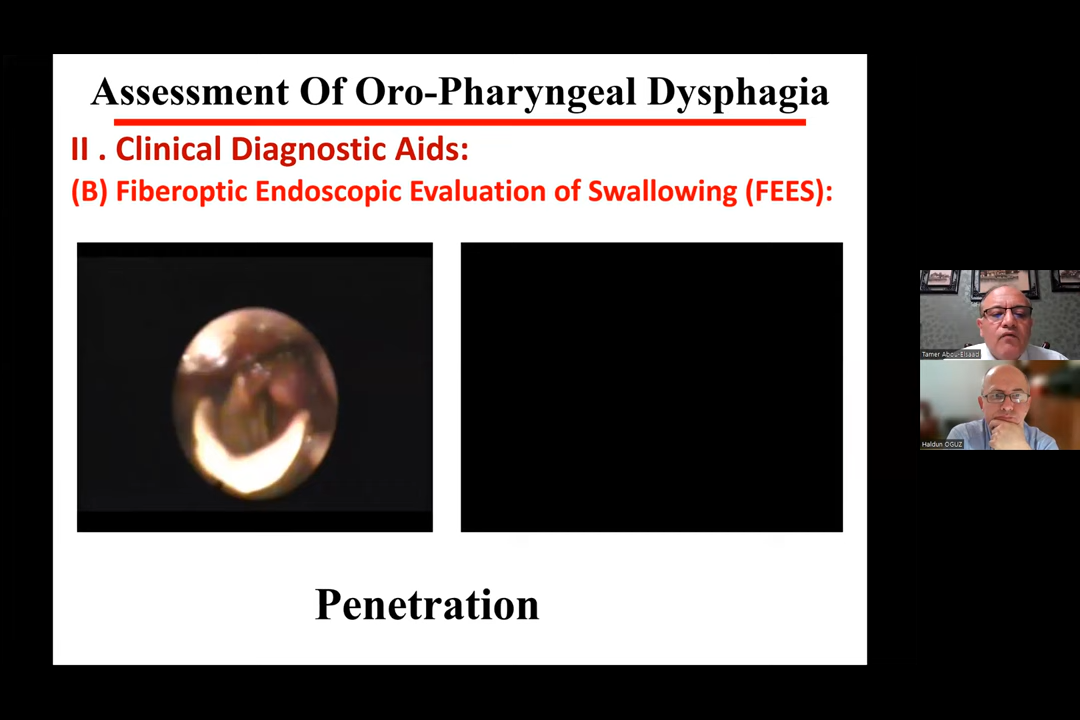 Assessment Of Oro-Pharyngeal Dysphagia
II . Clinical Diagnostic Aids:
(B) Fiberoptic Endoscopic Evaluation of Swallowing (FEES):
Penetration
Tamer Abou-Elsaad
Haldun OGUZ